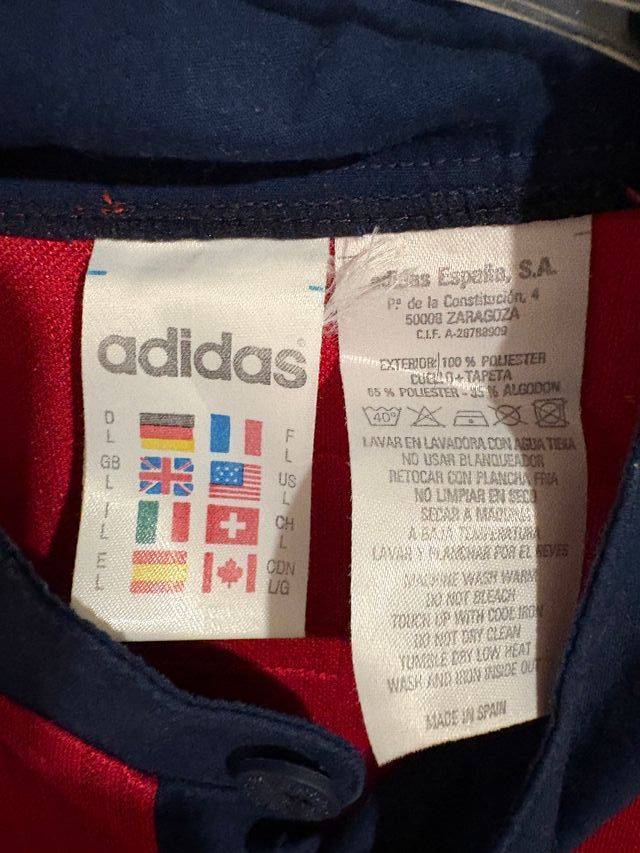 adidas
D
L
F
L
GB
L
US
L
I
L
CH
L
E
L
CDN
L/G
adidas España, S.A.
Pº de la Constitución, 4
50008 ZARAGOZA
C.I.F. A-28788909
EXTERIOR: 100 % POLIESTER
CUELLO+TAPETA
65 % POLIESTER - 35 % ALGODON
40°
LAVAR EN LAVADORA CON AGUA TIBIA
NO USAR BLANQUEADOR
RETOCAR CON PLANCHA FRIA
NO LIMPIAR EN SECO
SECAR A MAQUINA
A BAJA TEMPERATURA
LAVAR Y PLANCHAR POR EL REVES
MACHINE WASH WARM
DO NOT BLEACH
TOUCH UP WITH COOL IRON
DO NOT DRY CLEAN
TUMBLE DRY LOW HEAT
WASH AND IRON INSIDE OUT
MADE IN SPAIN